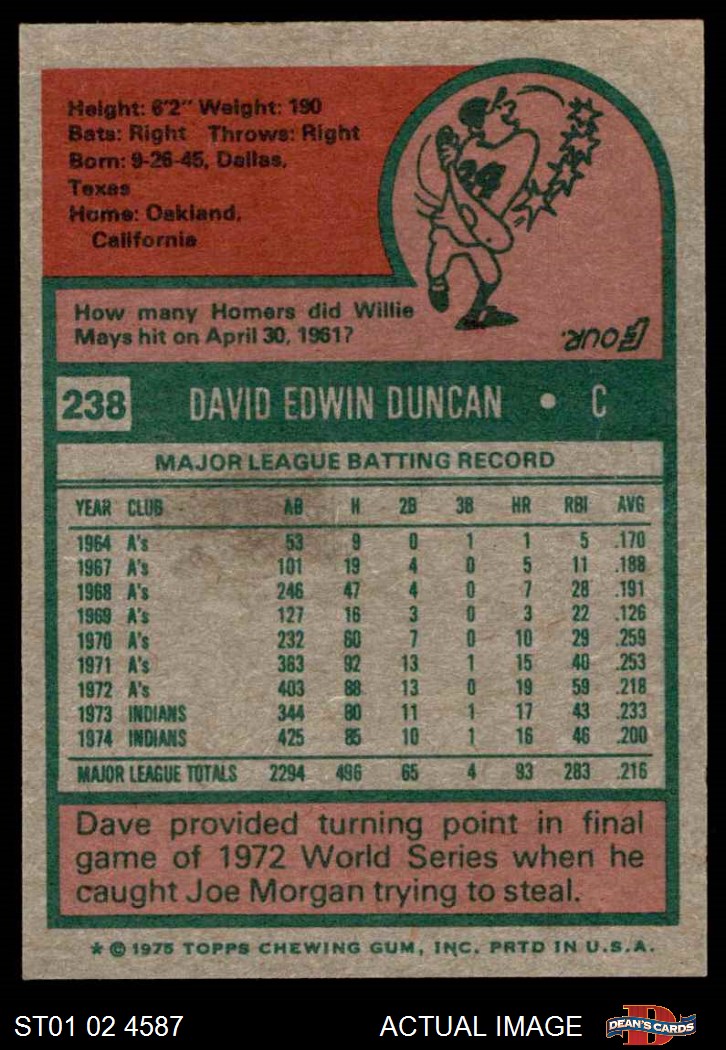 Height: 6'2" Weight: 190
Bats: Right Throws: Right
Born: 9-26-45, Dallas,
Texas
Home: Oakland,
California
24
How many Homers did Willie
Mays hit on April 30, 1961?
Four.
238 DAVID EDWIN DUNCAN • C
MAJOR LEAGUE BATTING RECORD
YEAR CLUB AB H 2B 3B HR RBI AVG
1964 A's 53 9 0 1 1 5 .170
1967 A's 101 19 4 0 5 11 .188
1968 A's 246 47 4 0 7 28 .191
1969 A's 127 16 3 0 3 22 .126
1970 A's 232 60 7 0 10 29 .259
1971 A's 363 92 13 1 15 40 .253
1972 A's 403 88 13 0 19 59 .218
1973 INDIANS 344 80 11 1 17 43 .233
1974 INDIANS 425 85 10 1 16 46 .200
MAJOR LEAGUE TOTALS 2294 496 65 4 93 283 .216
Dave provided turning point in final
game of 1972 World Series when he
caught Joe Morgan trying to steal.
* © 1975 TOPPS CHEWING GUM, INC. PRTD IN U.S.A.
ST01 02 4587 ACTUAL IMAGE D DEAN'S CARDS